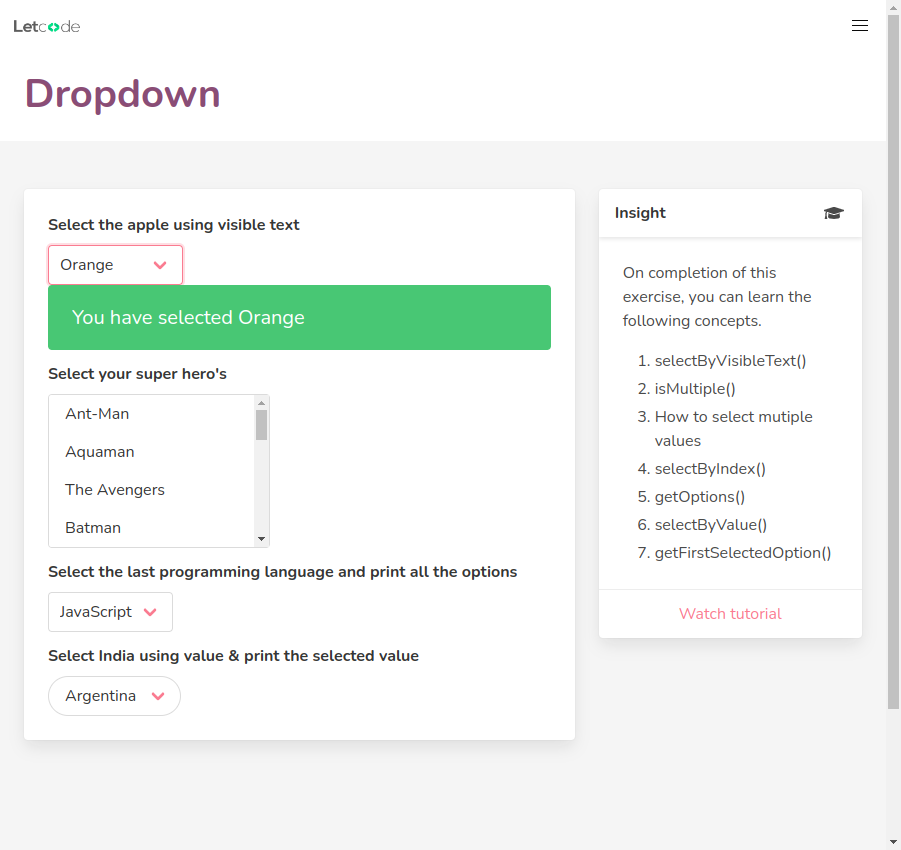 Letcode
Dropdown
Select the apple using visible text
Orange
You have selected Orange
Select your super hero's
Ant-Man
Aquaman
The Avengers
Batman
Select the last programming language and print all the options
JavaScript
Select India using value & print the selected value
Argentina
Insight
On completion of this
exercise, you can learn the
following concepts.
1. selectByVisibleText()
2. isMultiple()
3. How to select mutiple
values
4. selectByIndex()
5. getOptions()
6. selectByValue()
7. getFirstSelectedOption()
Watch tutorial